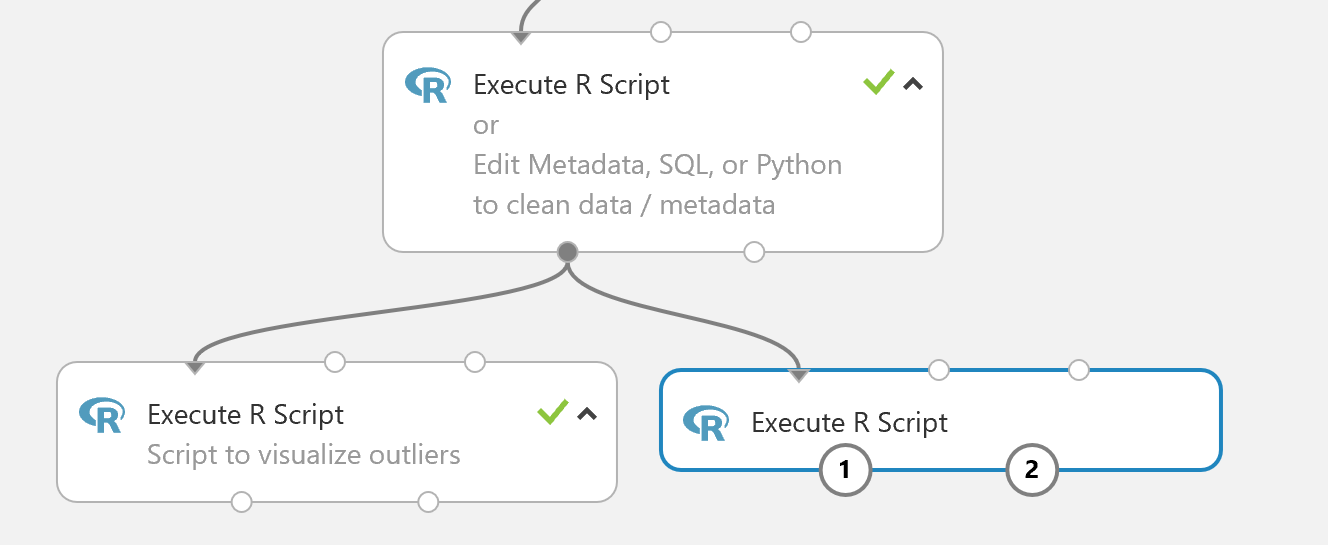 R Execute R Script
or
Edit Metadata, SQL, or Python
to clean data / metadata
R Execute R Script
Script to visualize outliers
R Execute R Script
1 2